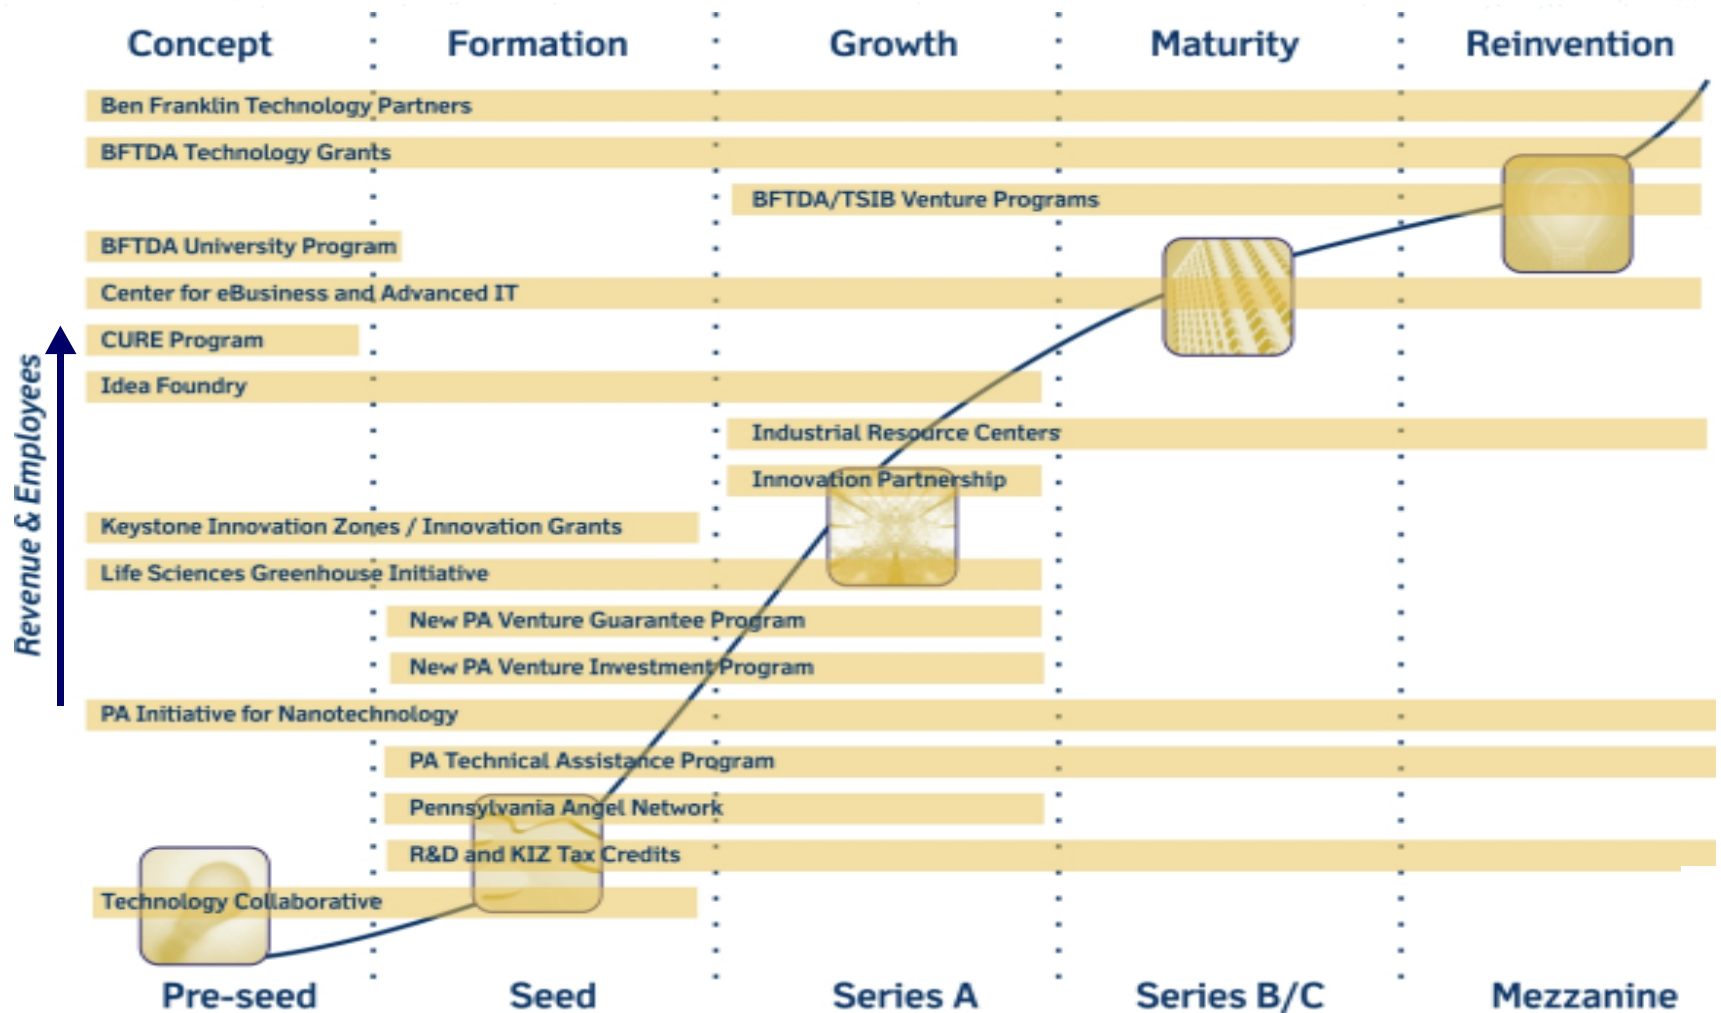 Concept
Formation
Growth
Maturity
Reinvention
Ben Franklin Technology Partners
BFTDA Technology Grants
BFTDA/TSIB Venture Programs
BFTDA University Program
Center for eBusiness and Advanced IT
CURE Program
Idea Foundry
Industrial Resource Centers
Innovation Partnership
Keystone Innovation Zones / Innovation Grants
Life Sciences Greenhouse Initiative
New PA Venture Guarantee Program
New PA Venture Investment Program
PA Initiative for Nanotechnology
PA Technical Assistance Program
Pennsylvania Angel Network
R&D and KIZ Tax Credits
Technology Collaborative
Revenue & Employees
Pre-seed
Seed
Series A
Series B/C
Mezzanine